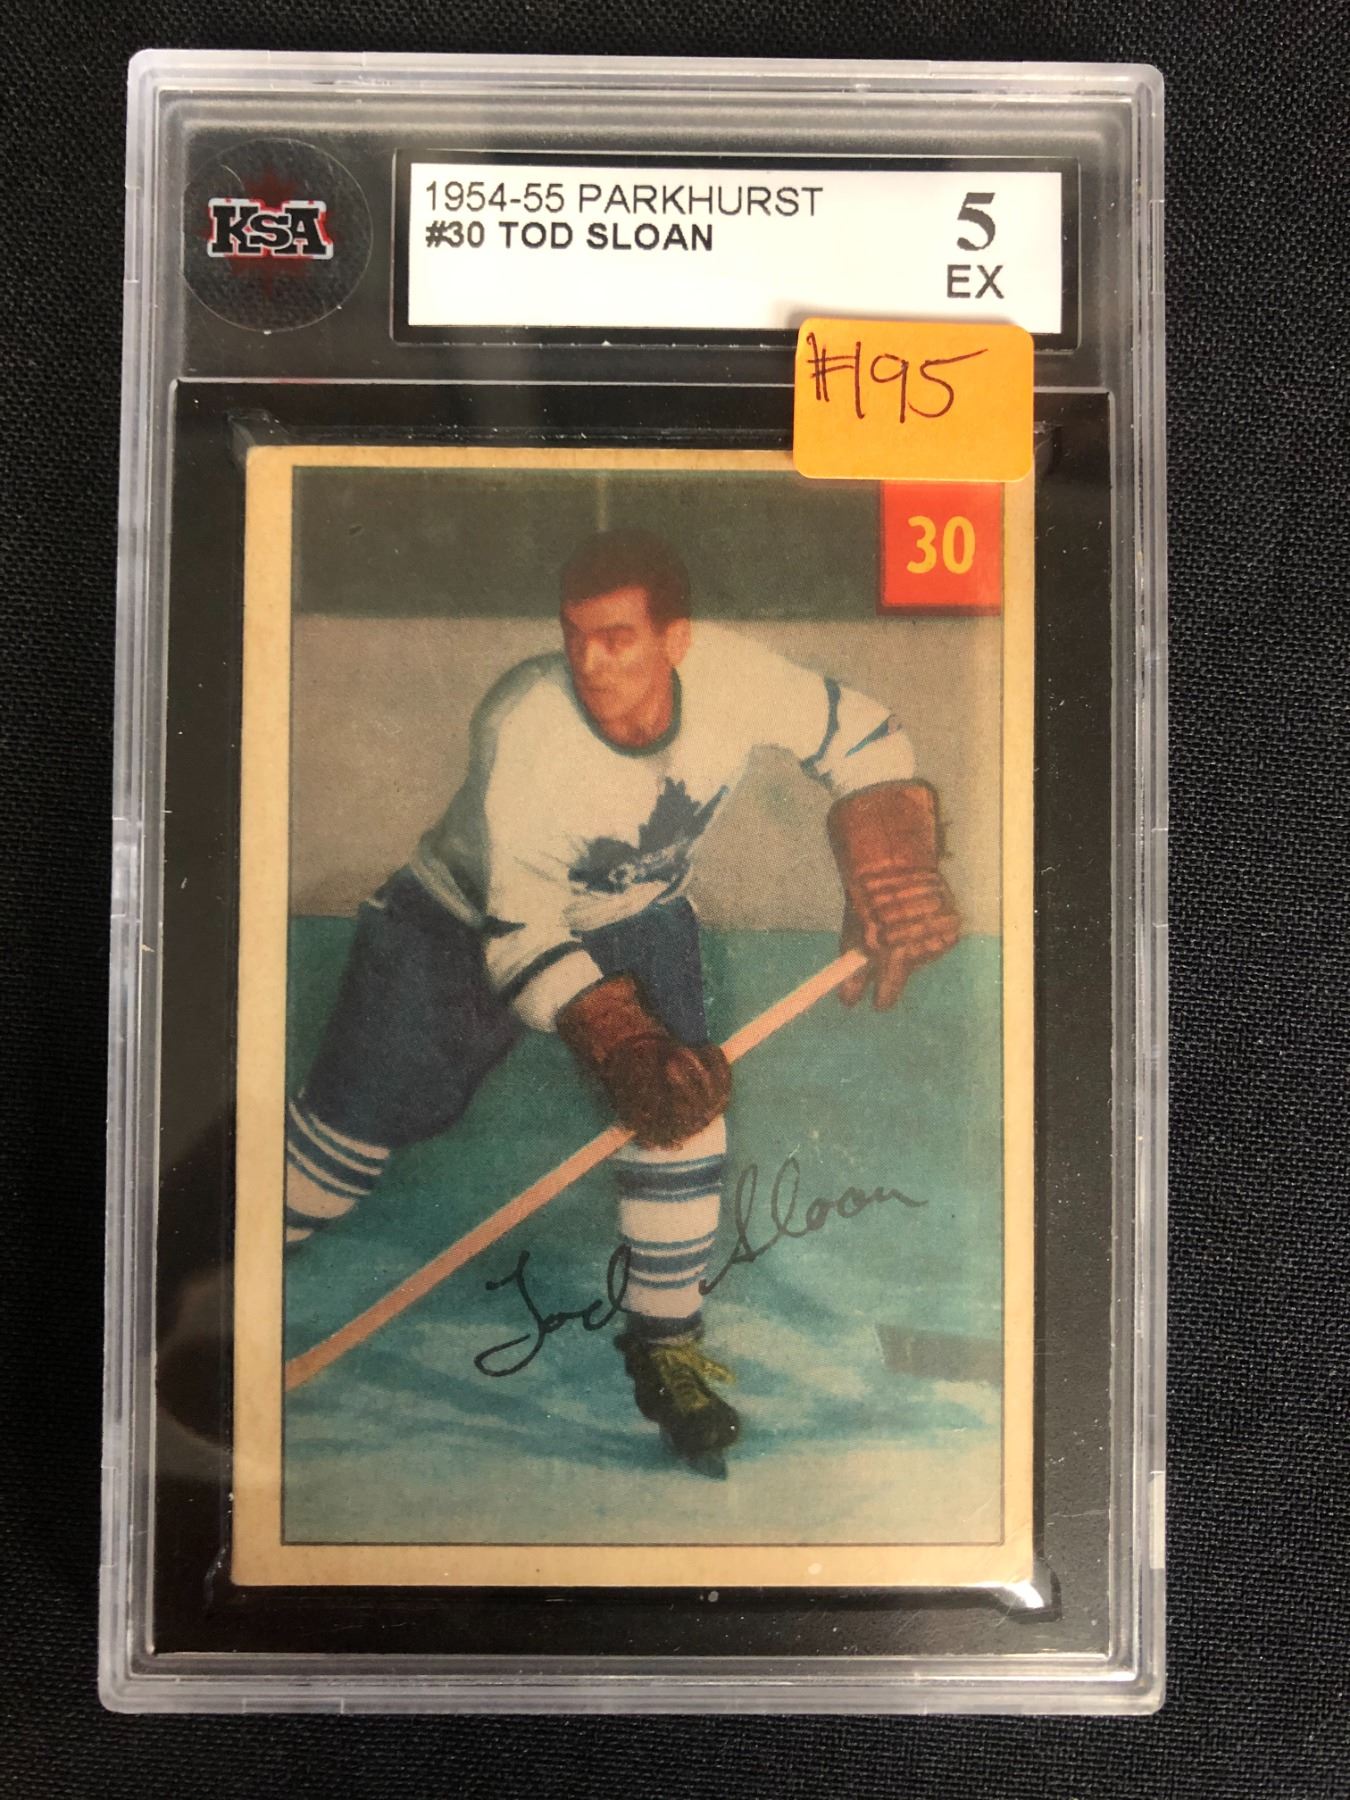 KSA
1954-55 PARKHURST
#30 TOD SLOAN
5
EX
#195
30
Tod Sloan